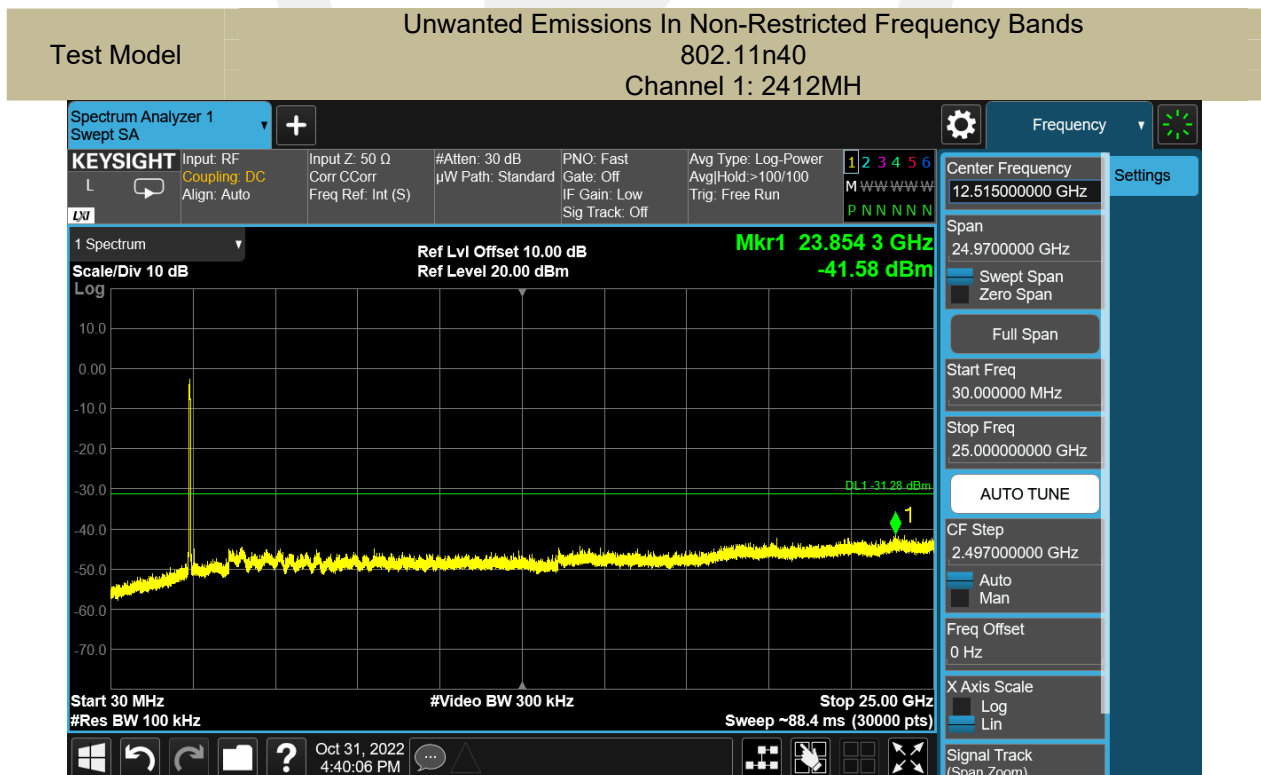 Test Model
Unwanted Emissions In Non-Restricted Frequency Bands
802.11n40
Channel 1: 2412MH
Spectrum Analyzer 1
Swept SA
Frequency
KEYSIGHT
L
LXI
Input: RF
Coupling: DC
Align: Auto
Input Z: 50 Ω
Corr CCorr
Freq Ref: Int (S)
#Atten: 30 dB
µW Path: Standard
PNO: Fast
Gate: Off
IF Gain: Low
Sig Track: Off
Avg Type: Log-Power
Avg|Hold:>100/100
Trig: Free Run
1 2 3 4 5 6
M W W W W W
P N N N N N
1 Spectrum
Scale/Div 10 dB
Log
Ref Lvl Offset 10.00 dB
Ref Level 20.00 dBm
Mkr1 23.854 3 GHz
-41.58 dBm
10.0
0.00
-10.0
-20.0
-30.0
-40.0
-50.0
-60.0
-70.0
DL1 -31.28 dBm
1
Start 30 MHz
#Res BW 100 kHz
#Video BW 300 kHz
Stop 25.00 GHz
Sweep ~88.4 ms (30000 pts)
Oct 31, 2022
4:40:06 PM
Center Frequency
12.515000000 GHz
Settings
Span
24.9700000 GHz
Swept Span
Zero Span
Full Span
Start Freq
30.000000 MHz
Stop Freq
25.000000000 GHz
AUTO TUNE
CF Step
2.497000000 GHz
Auto
Man
Freq Offset
0 Hz
X Axis Scale
Log
Lin
Signal Track
(Span Zoom)